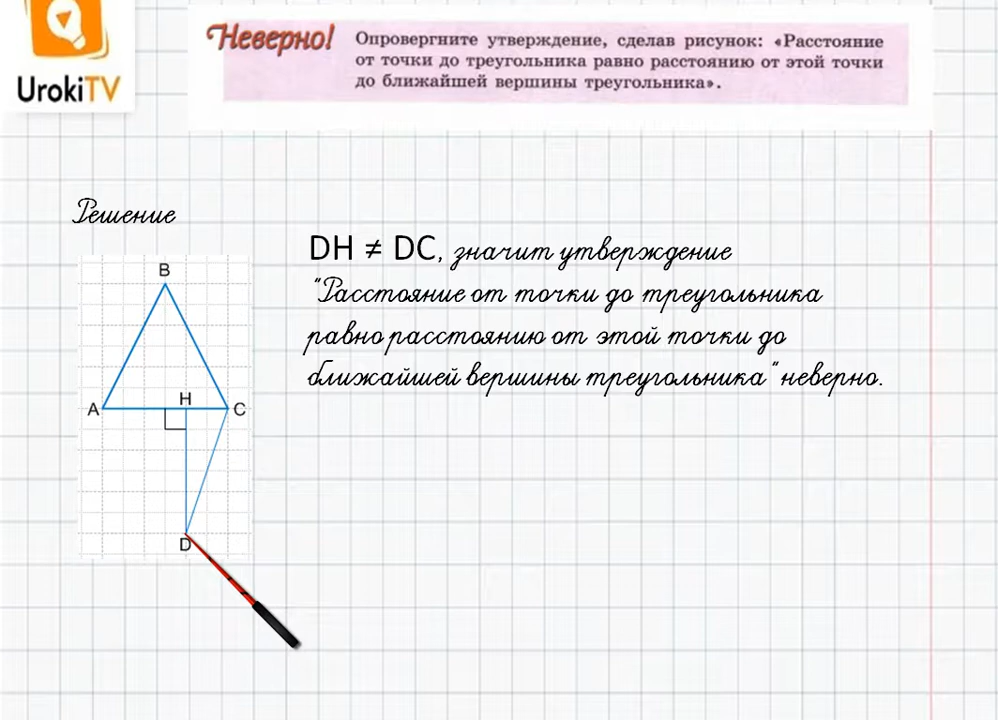 UrokiTV
Неверно!
Опровергните утверждение, сделав рисунок: «Расстояние
от точки до треугольника равно расстоянию от этой точки
до ближайшей вершины треугольника».
Решение
B
A
H
C
D
DH ≠ DC, значит утверждение
"Расстояние от точки до треугольника
равно расстоянию от этой точки до
ближайшей вершины треугольника" неверно.